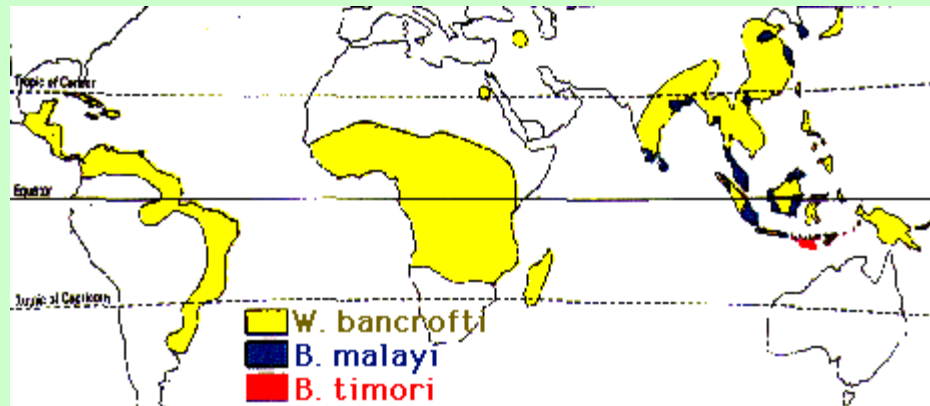 Tropic of Cancer
Equator
Tropic of Capricorn
W. bancrofti
B. malayi
B. timori